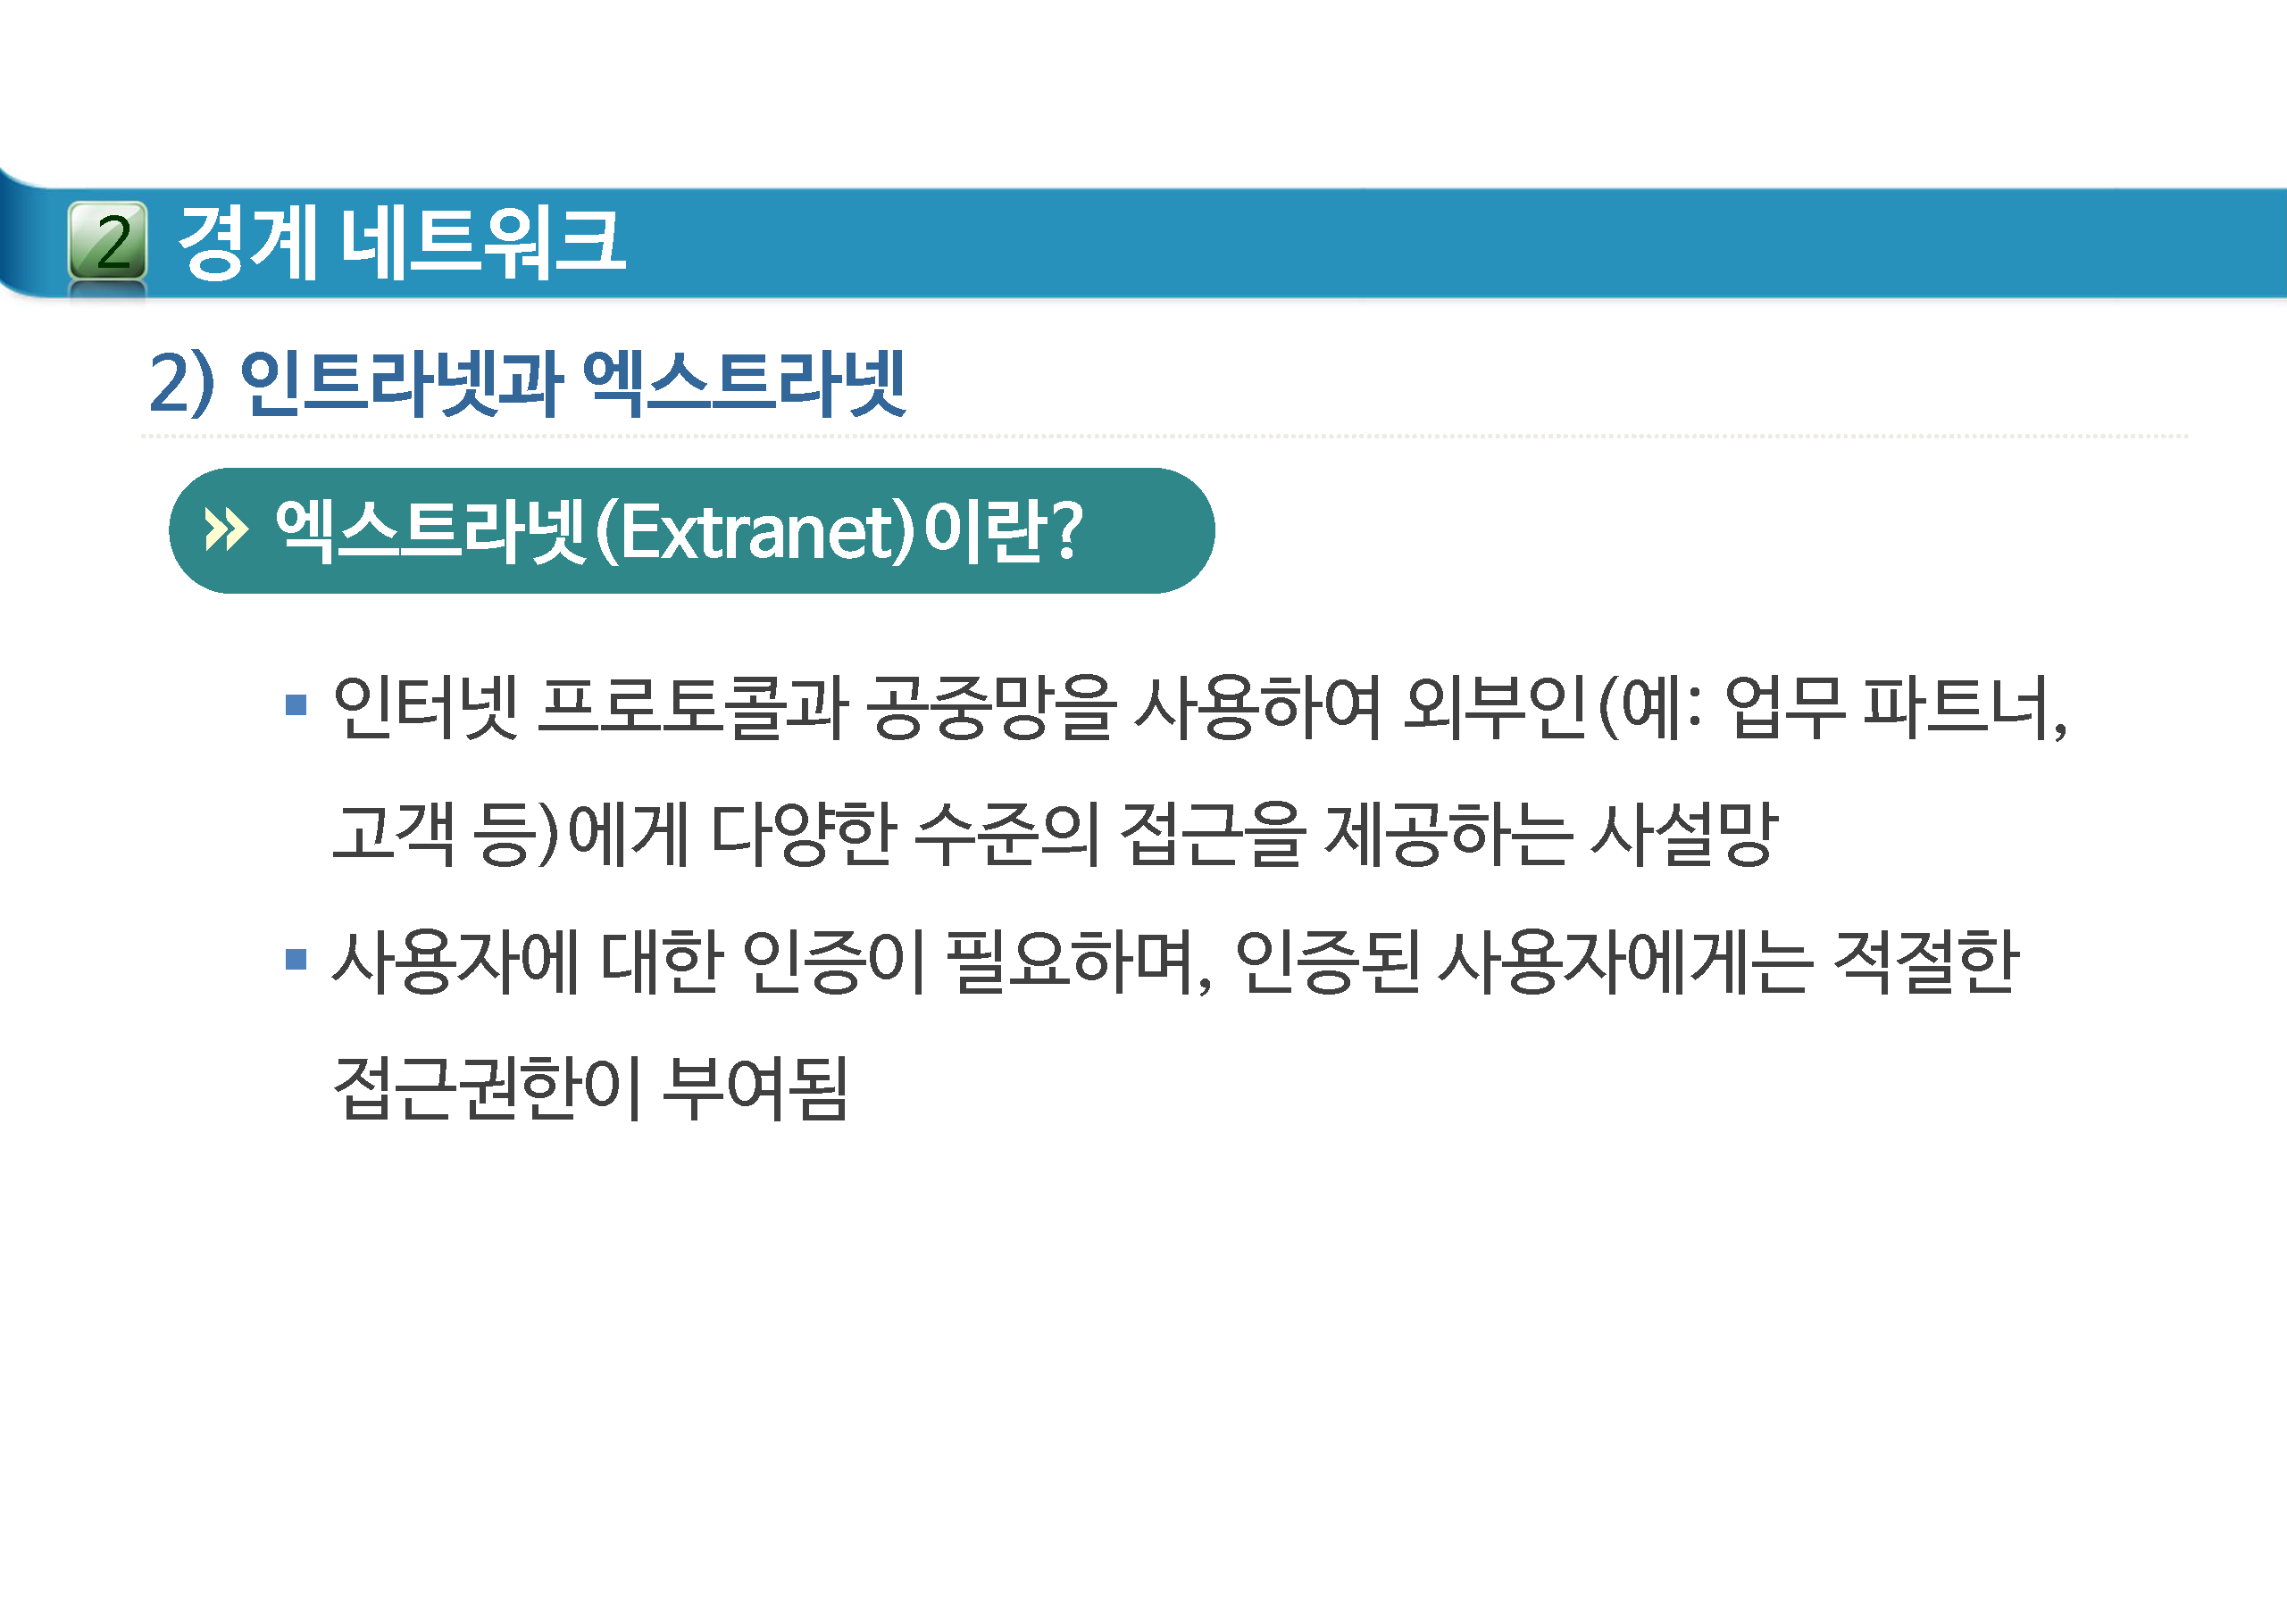 2 경계 네트워크
2) 인트라넷과 엑스트라넷
» 엑스트라넷(Extranet)이란?
▪ 인터넷 프로토콜과 공중망을 사용하여 외부인(예: 업무 파트너,
고객 등)에게 다양한 수준의 접근을 제공하는 사설망
▪ 사용자에 대한 인증이 필요하며, 인증된 사용자에게는 적절한
접근권한이 부여됨